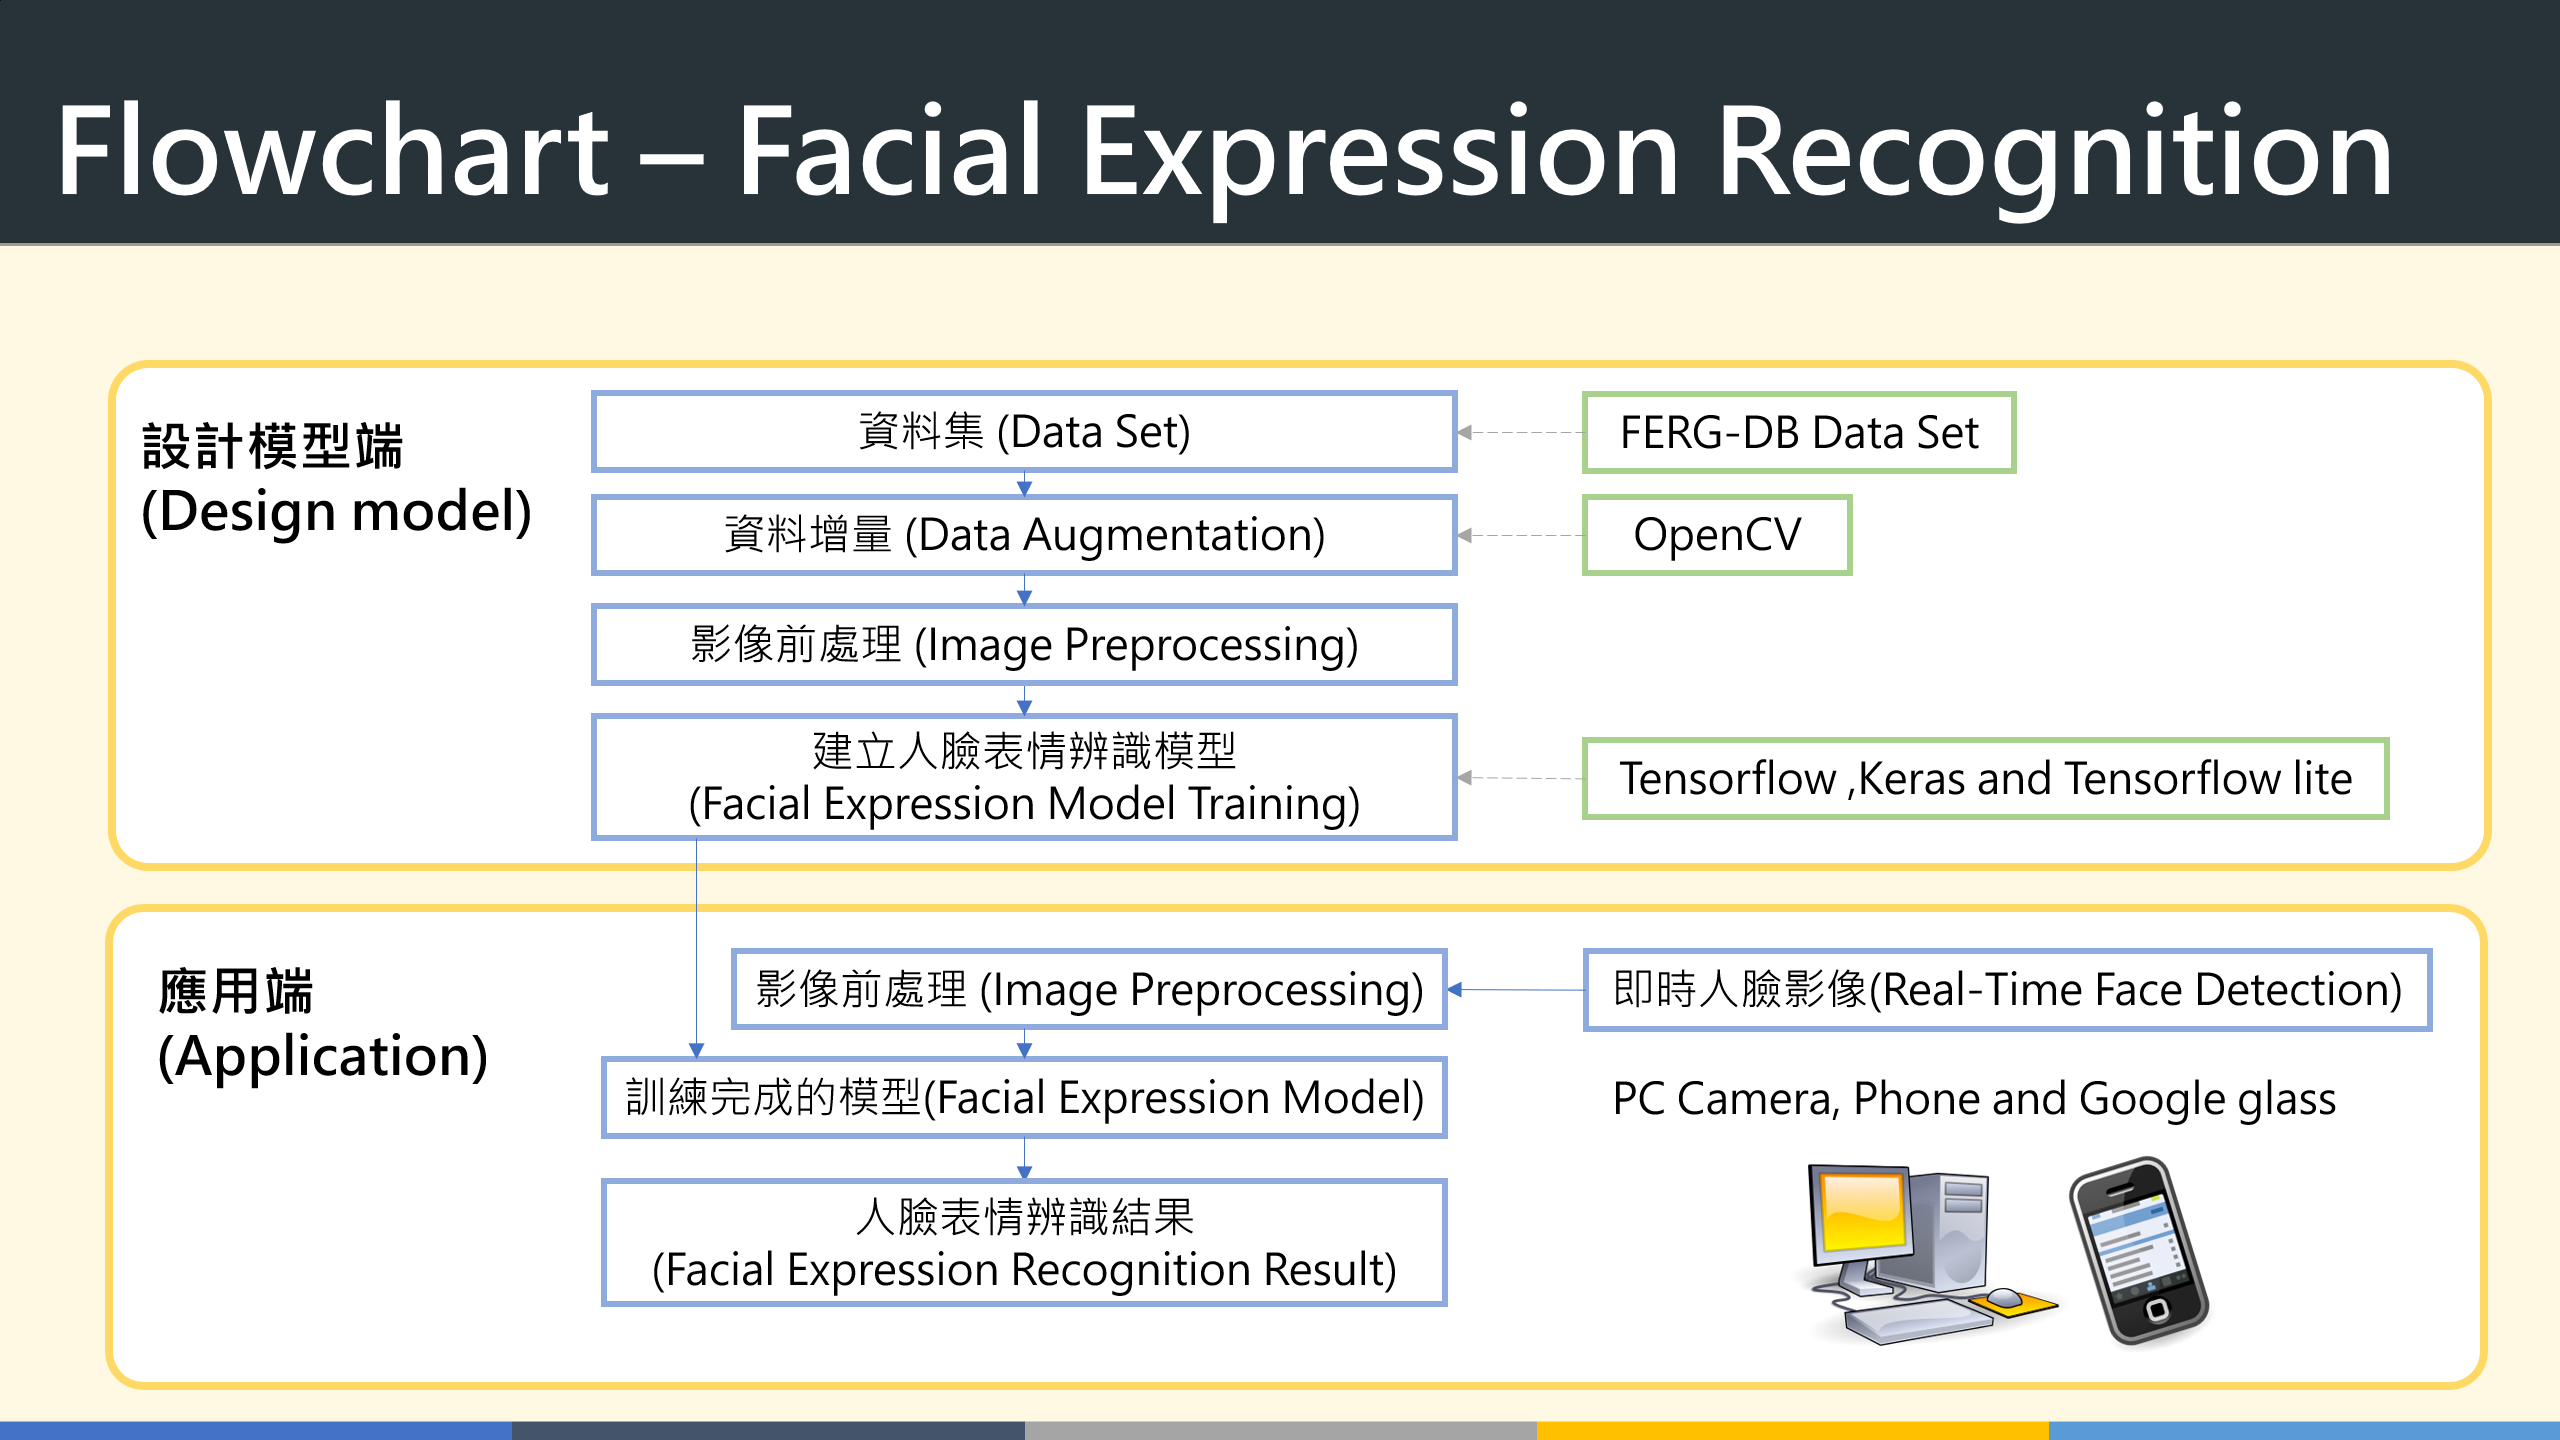 Flowchart – Facial Expression Recognition
設計模型端
(Design model)
資料集 (Data Set)
FERG-DB Data Set
資料增量 (Data Augmentation)
OpenCV
影像前處理 (Image Preprocessing)
建立人臉表情辨識模型
(Facial Expression Model Training)
Tensorflow ,Keras and Tensorflow lite
應用端
(Application)
影像前處理 (Image Preprocessing)
即時人臉影像(Real-Time Face Detection)
訓練完成的模型(Facial Expression Model)
PC Camera, Phone and Google glass
人臉表情辨識結果
(Facial Expression Recognition Result)